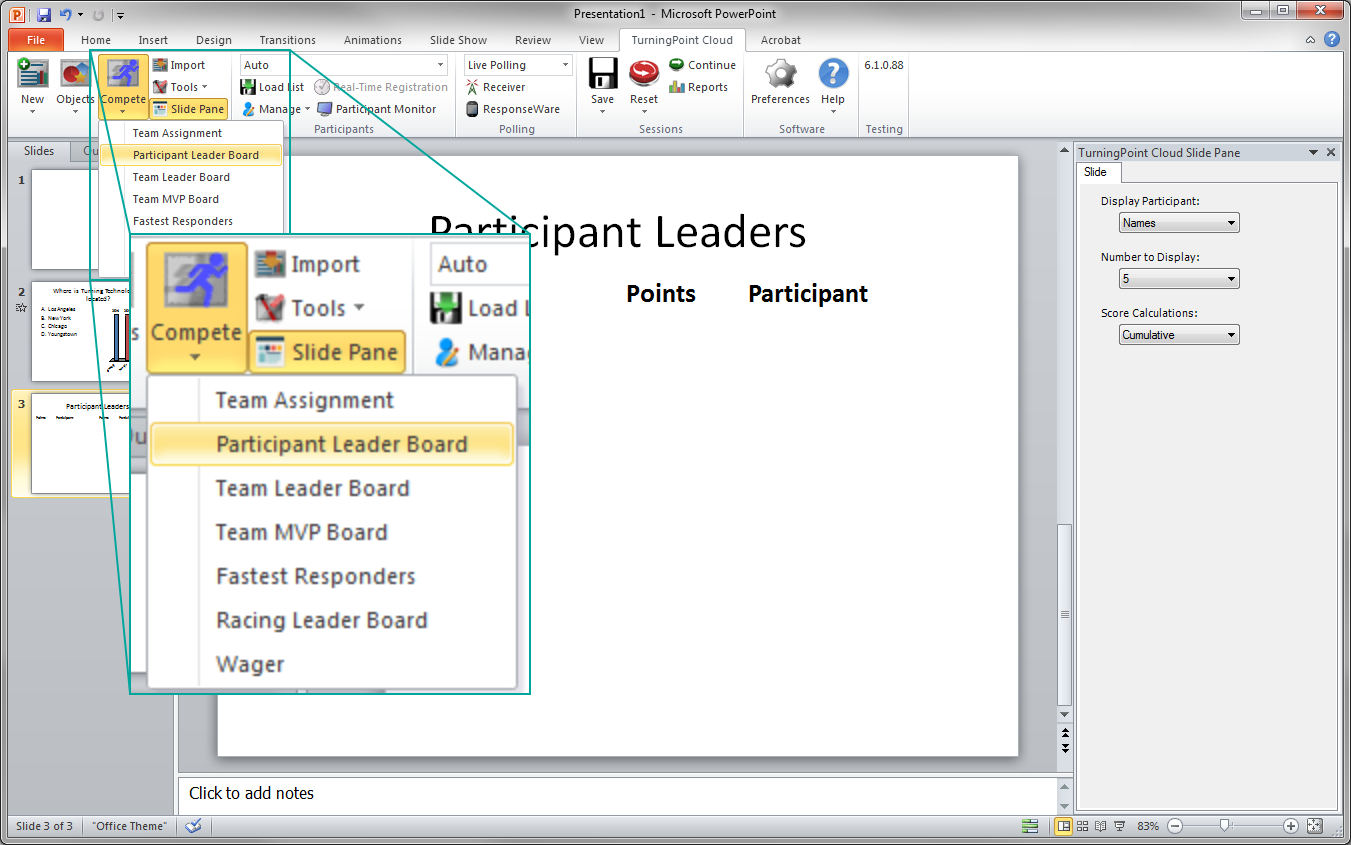 Presentation1 - Microsoft PowerPoint
File Home Insert Design Transitions Animations Slide Show Review View TurningPoint Cloud Acrobat
New Objects Compete Import Tools Slide Pane
Auto
Load List Real-Time Registration
Manage Participant Monitor
Participants
Live Polling
Receiver
ResponseWare
Polling
Save Reset Continue Reports
Sessions
Preferences Help
Software
6.1.0.88
Testing
Team Assignment
Participant Leader Board
Team Leader Board
Team MVP Board
Fastest Responders
Slides
1
2
Where is Turning
located?
A. Los Angeles
B. New York
C. Chicago
D. Youngstown
3
Participant Leaders
Points Participant
Compete
Import
Tools
Slide Pane
Auto
Load L
Mana
Team Assignment
Participant Leader Board
Team Leader Board
Team MVP Board
Fastest Responders
Racing Leader Board
Wager
Participant Leaders
Points Participant
TurningPoint Cloud Slide Pane
Slide
Display Participant:
Names
Number to Display:
5
Score Calculations:
Cumulative
Click to add notes
Slide 3 of 3 "Office Theme" 83%